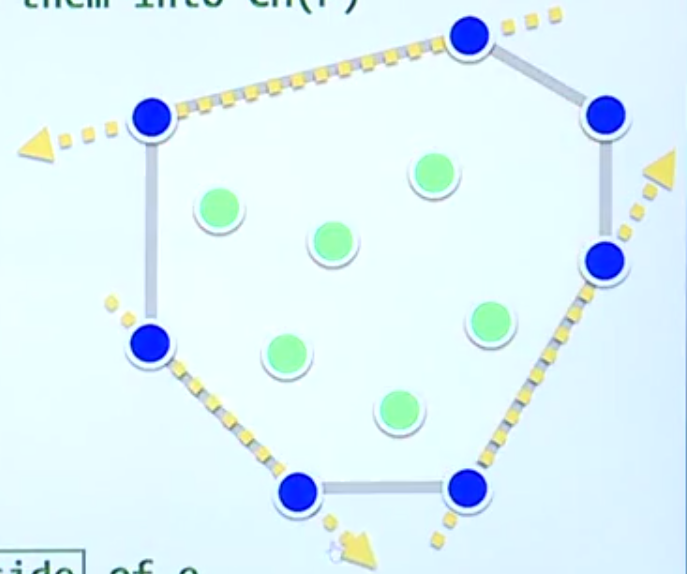 them into CH(P)
side of e